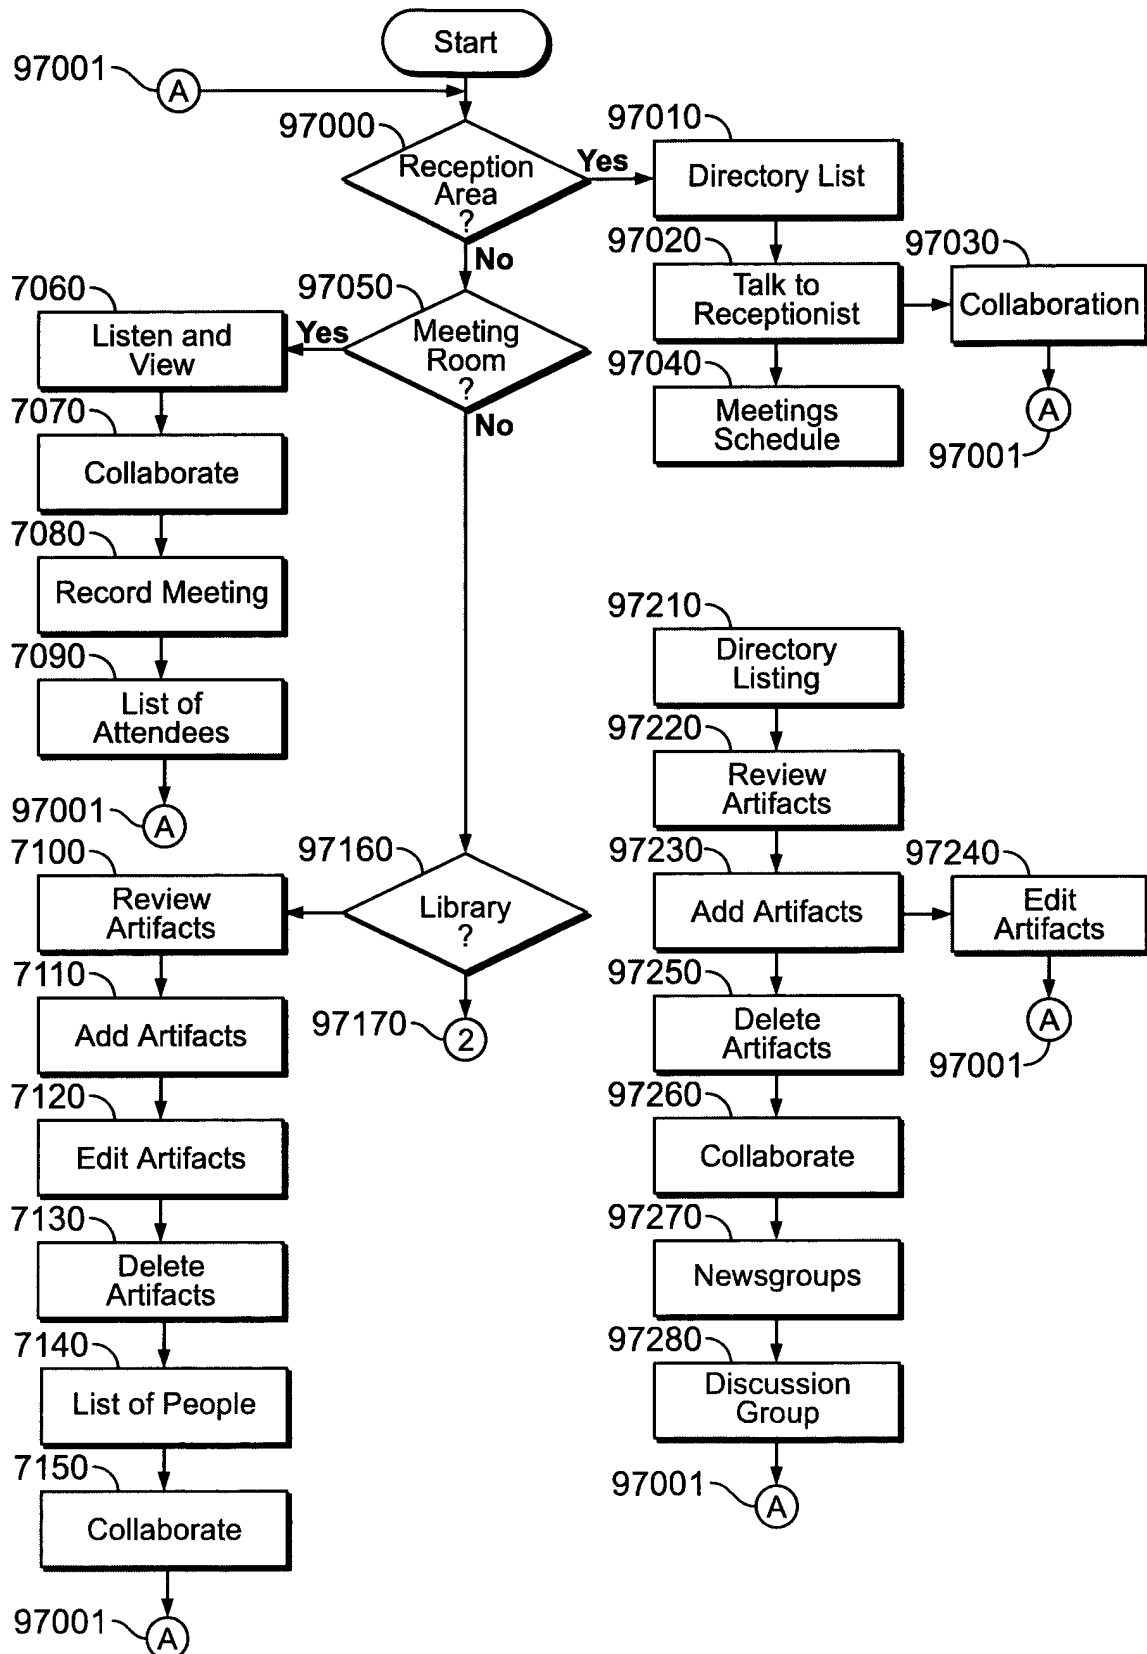 Start
97001
A
97000
Reception
Area
?
Yes
97010
Directory List
97020
Talk to
Receptionist
97030
Collaboration
A
97001
97040
Meetings
Schedule
No
97050
Meeting
Room
?
Yes
7060
Listen and
View
7070
Collaborate
7080
Record Meeting
7090
List of
Attendees
97001
A
No
97160
Library
?
97170
2
7100
Review
Artifacts
7110
Add Artifacts
7120
Edit Artifacts
7130
Delete
Artifacts
7140
List of People
7150
Collaborate
97001
A
97210
Directory
Listing
97220
Review
Artifacts
97230
Add Artifacts
97240
Edit
Artifacts
A
97001
97250
Delete
Artifacts
97260
Collaborate
97270
Newsgroups
97280
Discussion
Group
97001
A